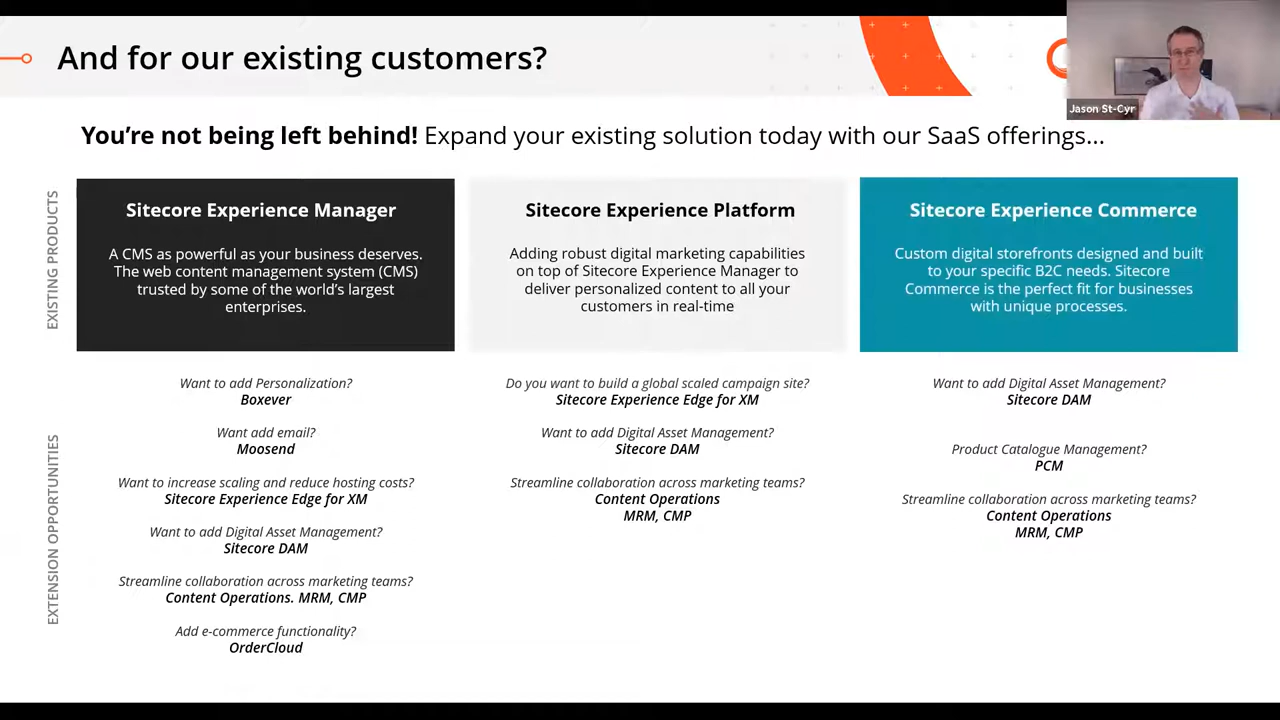 And for our existing customers?
Jason St-Cyr
You're not being left behind! Expand your existing solution today with our SaaS offerings...
EXISTING PRODUCTS
Sitecore Experience Manager
A CMS as powerful as your business deserves.
The web content management system (CMS)
trusted by some of the world's largest
enterprises.
Sitecore Experience Platform
Adding robust digital marketing capabilities
on top of Sitecore Experience Manager to
deliver personalized content to all your
customers in real-time
Sitecore Experience Commerce
Custom digital storefronts designed and built
to your specific B2C needs. Sitecore
Commerce is the perfect fit for businesses
with unique processes.
EXTENSION OPPORTUNITIES
Want to add Personalization?
Boxever
Want add email?
Moosend
Want to increase scaling and reduce hosting costs?
Sitecore Experience Edge for XM
Want to add Digital Asset Management?
Sitecore DAM
Streamline collaboration across marketing teams?
Content Operations. MRM, CMP
Add e-commerce functionality?
OrderCloud
Do you want to build a global scaled campaign site?
Sitecore Experience Edge for XM
Want to add Digital Asset Management?
Sitecore DAM
Streamline collaboration across marketing teams?
Content Operations
MRM, CMP
Want to add Digital Asset Management?
Sitecore DAM
Product Catalogue Management?
PCM
Streamline collaboration across marketing teams?
Content Operations
MRM, CMP